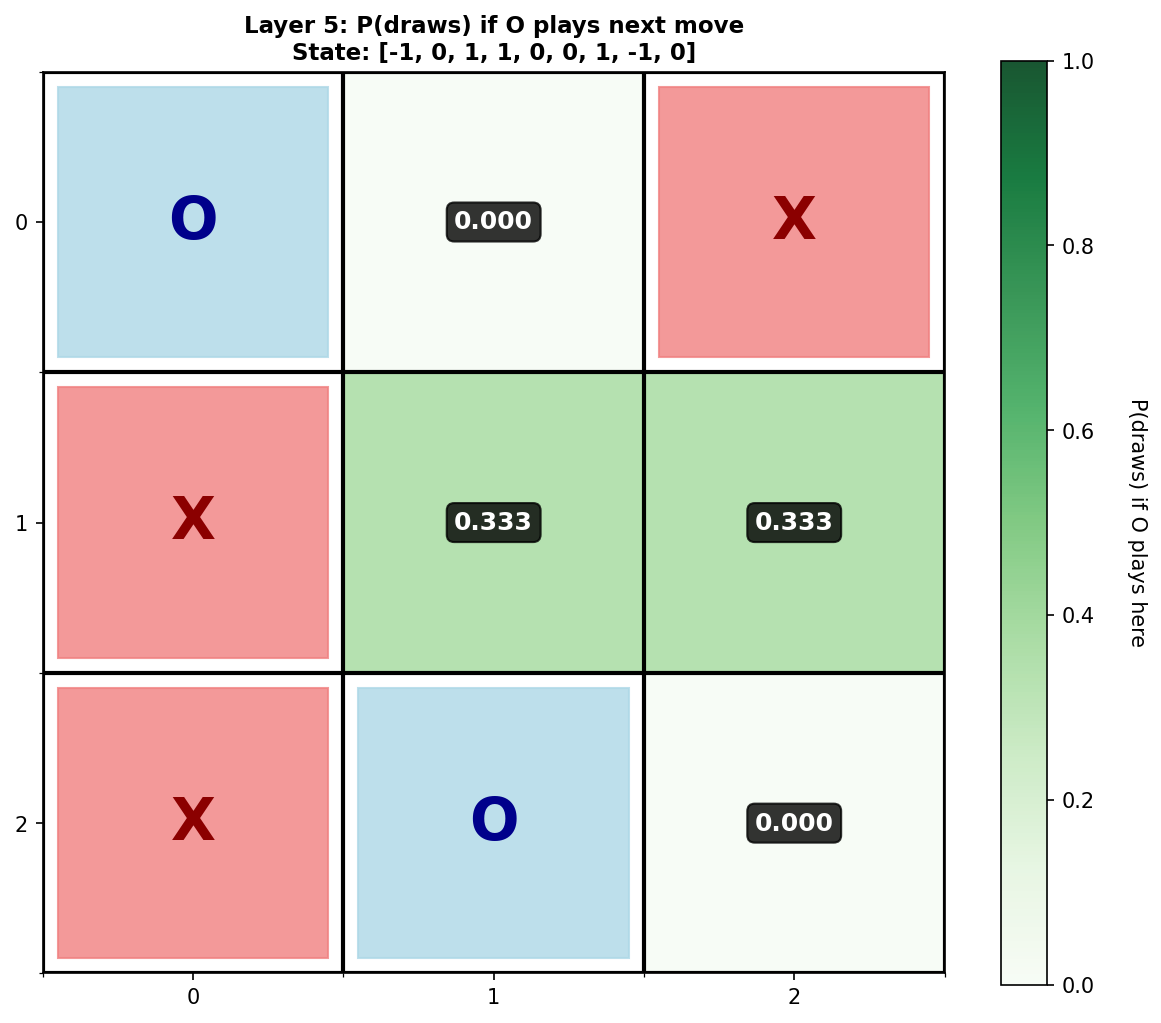 Layer 5: P(draws) if O plays next move
State: [-1, 0, 1, 1, 0, 0, 1, -1, 0]
0
O
0.000
X
1
X
0.333
0.333
2
X
O
0.000
0
1
2
1.0
0.8
0.6
0.4
0.2
0.0
P(draws) if O plays here